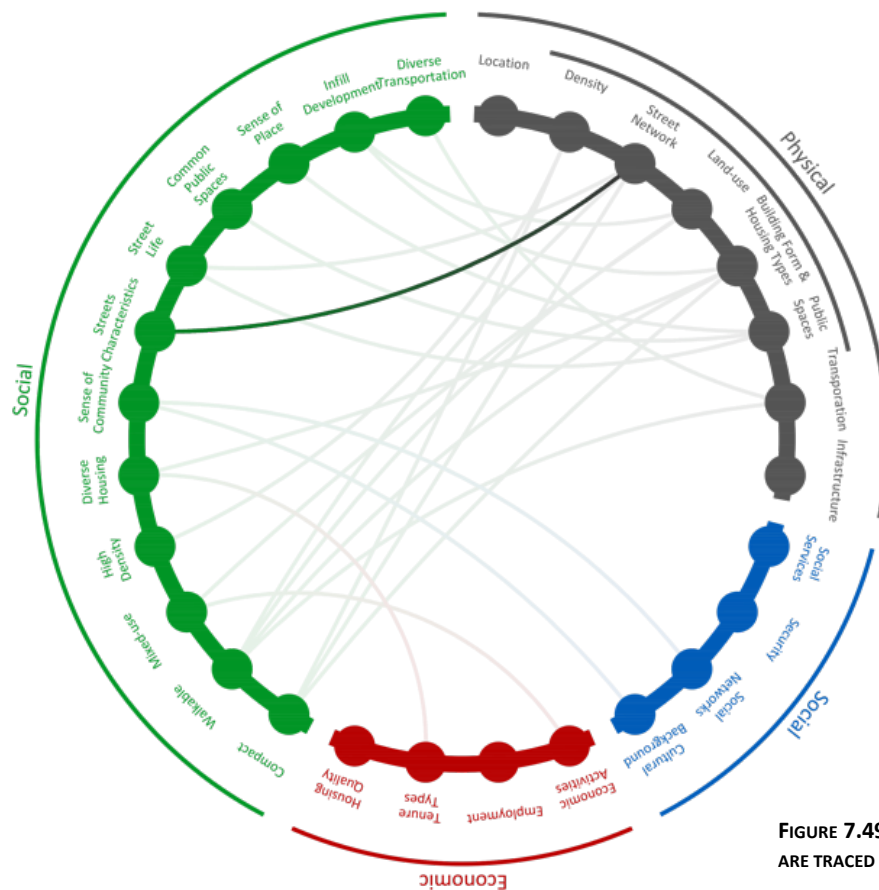 Diverse
Transportation
Infill
Development
Sense of
Place
Common
Public
Spaces
Street
Life
Streets
Characteristics
Sense of
Community
Diverse
Housing
High
Density
Mixed-use
Walkable
Compact
Social
Location
Density
Street
Network
Land-use
Building Form &
Housing Types
Public
Spaces
Transporation
Infrastructure
Physical
Social
Services
Security
Social
Networks
Cultural
Background
Social
Economic
Activities
Employment
Tenure
Types
Housing
Quality
Economic
FIGURE 7.49
ARE TRACED